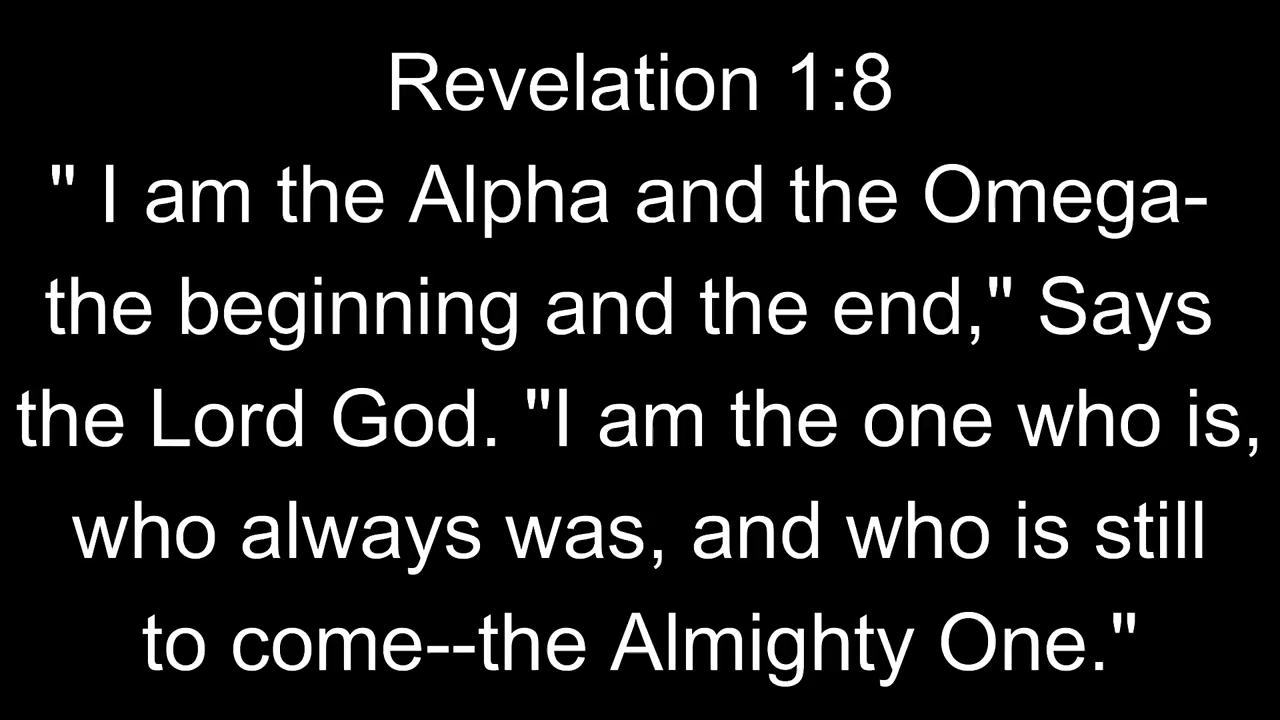 Revelation 1:8
" I am the Alpha and the Omega-
the beginning and the end," Says
the Lord God. "I am the one who is,
who always was, and who is still
to come--the Almighty One."